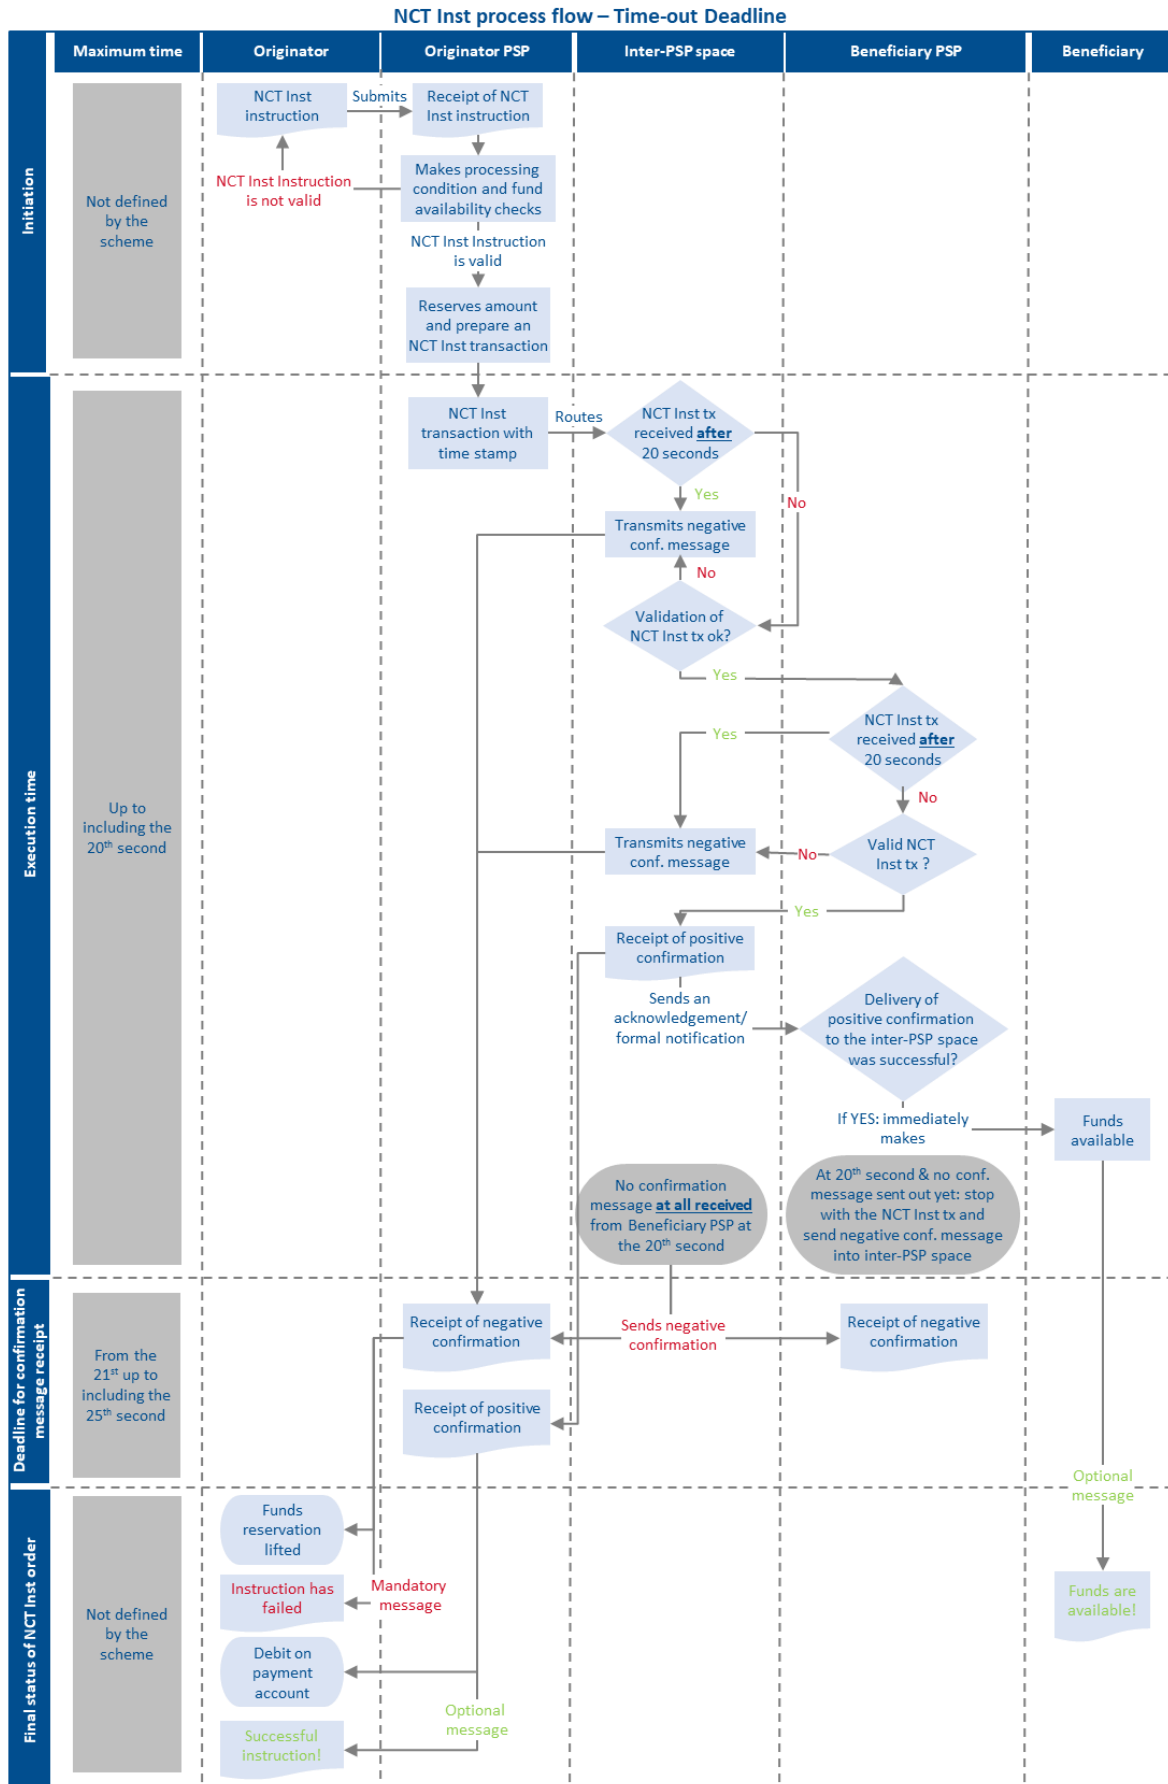 NCT Inst process flow – Time-out Deadline
Maximum time
Originator
Originator PSP
Inter-PSP space
Beneficiary PSP
Beneficiary
Initiation
Not defined
by the
scheme
NCT Inst
instruction
Submits
Receipt of NCT
Inst instruction
NCT Inst Instruction
is not valid
Makes processing
condition and fund
availability checks
NCT Inst Instruction
is valid
Reserves amount
and prepare an
NCT Inst transaction
Execution time
Up to
including the
20th second
NCT Inst
transaction with
time stamp
Routes
NCT Inst tx
received after
20 seconds
Yes
No
Transmits negative
conf. message
No
Validation of
NCT Inst tx ok?
Yes
NCT Inst tx
received after
20 seconds
Yes
No
Transmits negative
conf. message
No
Valid NCT
Inst tx ?
Yes
Receipt of positive
confirmation
Sends an
acknowledgement/
formal notification
Delivery of
positive confirmation
to the inter-PSP space
was successful?
If YES: immediately
makes
Funds
available
No confirmation
message at all received
from Beneficiary PSP at
the 20th second
At 20th second & no conf.
message sent out yet: stop
with the NCT Inst tx and
send negative conf. message
into inter-PSP space
Deadline for confirmation
message receipt
From the
21st up to
including the
25th second
Receipt of negative
confirmation
Sends negative
confirmation
Receipt of negative
confirmation
Receipt of positive
confirmation
Optional
message
Final status of NCT Inst order
Not defined
by the
scheme
Funds
reservation
lifted
Instruction has
failed
Mandatory
message
Debit on
payment
account
Optional
message
Successful
instruction!
Funds are
available!